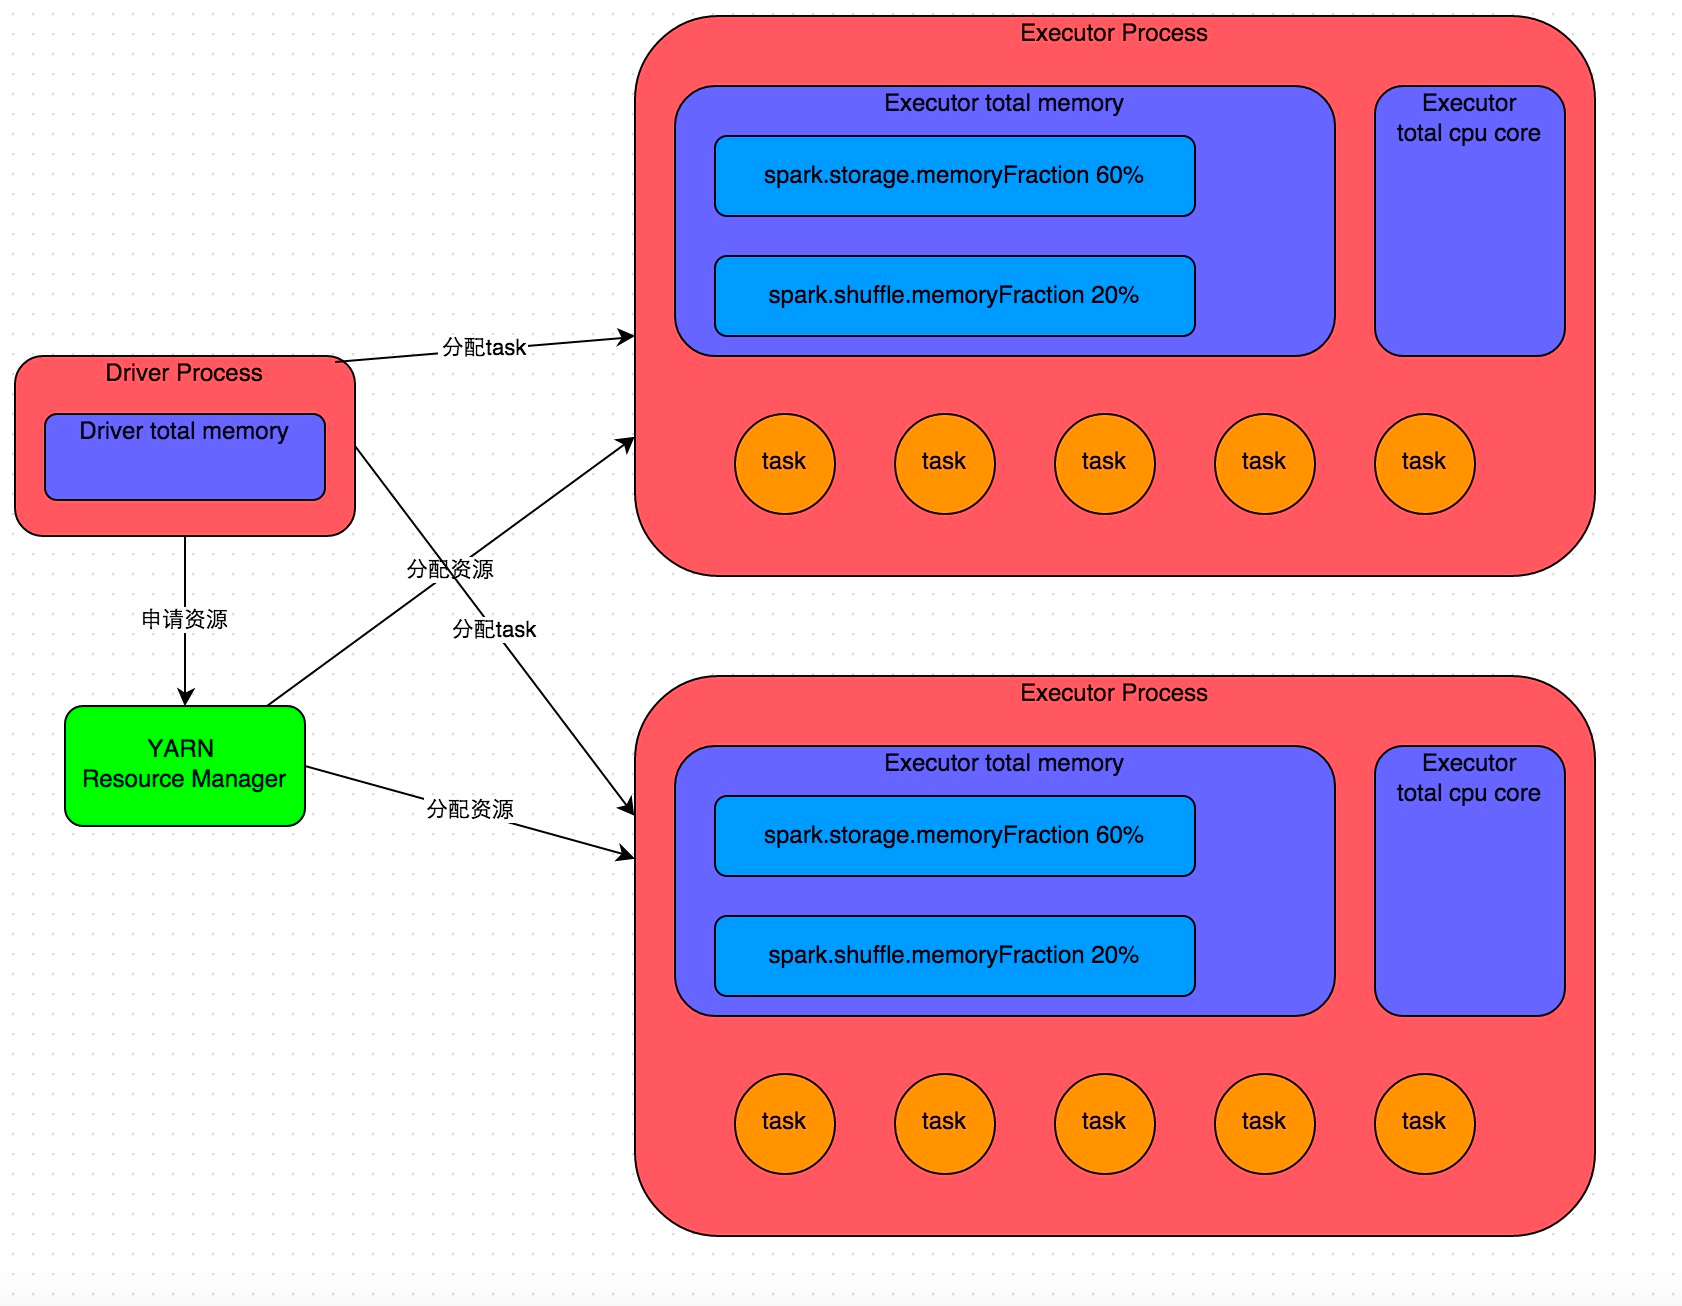 Executor Process
Executor total memory
spark.storage.memoryFraction 60%
spark.shuffle.memoryFraction 20%
Executor
total cpu core
task
task
task
task
task
分配task
Driver Process
Driver total memory
分配资源
分配task
申请资源
YARN
Resource Manager
分配资源
Executor Process
Executor total memory
spark.storage.memoryFraction 60%
spark.shuffle.memoryFraction 20%
Executor
total cpu core
task
task
task
task
task